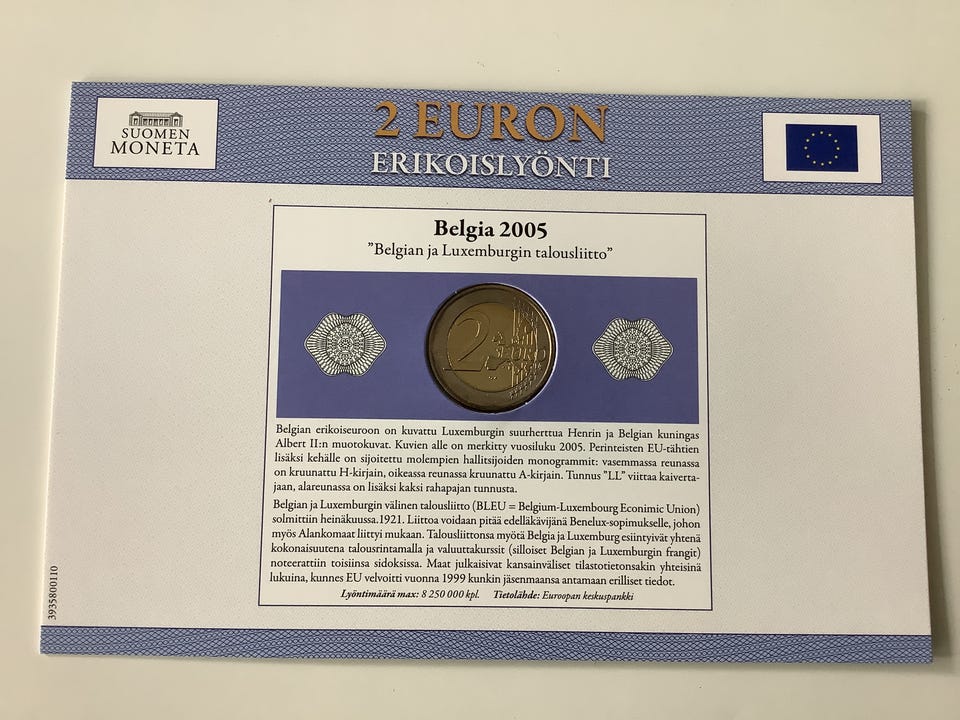 SUOMEN
MONETA
2 EURON
ERIKOISLYÖNTI
Belgia 2005
”Belgian ja Luxemburgin talousliitto”
2 EURO
Belgian erikoiseuroon on kuvattu Luxemburgin suurherttua Henrin ja Belgian kuningas
Albert II:n muotokuvat. Kuvien alle on merkitty vuosiluku 2005. Perinteisten EU-tähtien
lisäksi kehälle on sijoitettu molempien hallitsijoiden monogrammit: vasemmassa reunassa
on kruunattu H-kirjain, oikeassa reunassa kruunattu A-kirjain. Tunnus ”LL” viittaa kaiverta-
jaan, alareunassa on lisäksi kaksi rahapajan tunnusta.
Belgian ja Luxemburgin välinen talousliitto (BLEU = Belgium-Luxembourg Econimic Union)
solmittiin heinäkuussa.1921. Liittoa voidaan pitää edelläkävijänä Benelux-sopimukselle, johon
myös Alankomaat liittyi mukaan. Talousliittonsa myötä Belgia ja Luxemburg esiintyivät yhtenä
kokonaisuutena talousrintamalla ja valuuttakurssit (silloiset Belgian ja Luxemburgin frangit)
noteerattiin toisiinsa sidoksissa. Maat julkaisivat kansainväliset tilastotietonsakin yhteisinä
lukuina, kunnes EU velvoitti vuonna 1999 kunkin jäsenmaansa antamaan erilliset tiedot.
Lyöntimäärä max: 8 250 000 kpl. Tietolähde: Euroopan keskuspankki
3935800110